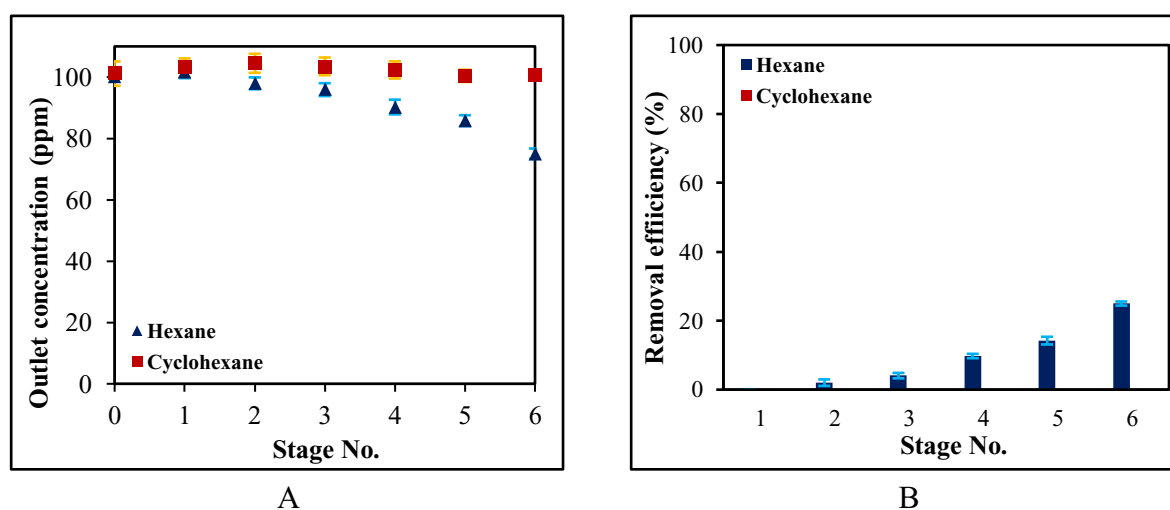 Outlet concentration (ppm)
100
80
60
40
20
0
Hexane
Cyclohexane
0 1 2 3 4 5 6
Stage No.
A
Removal effiiciency (%)
100
80
60
40
20
0
Hexane
Cyclohexane
1 2 3 4 5 6
Stage No.
B